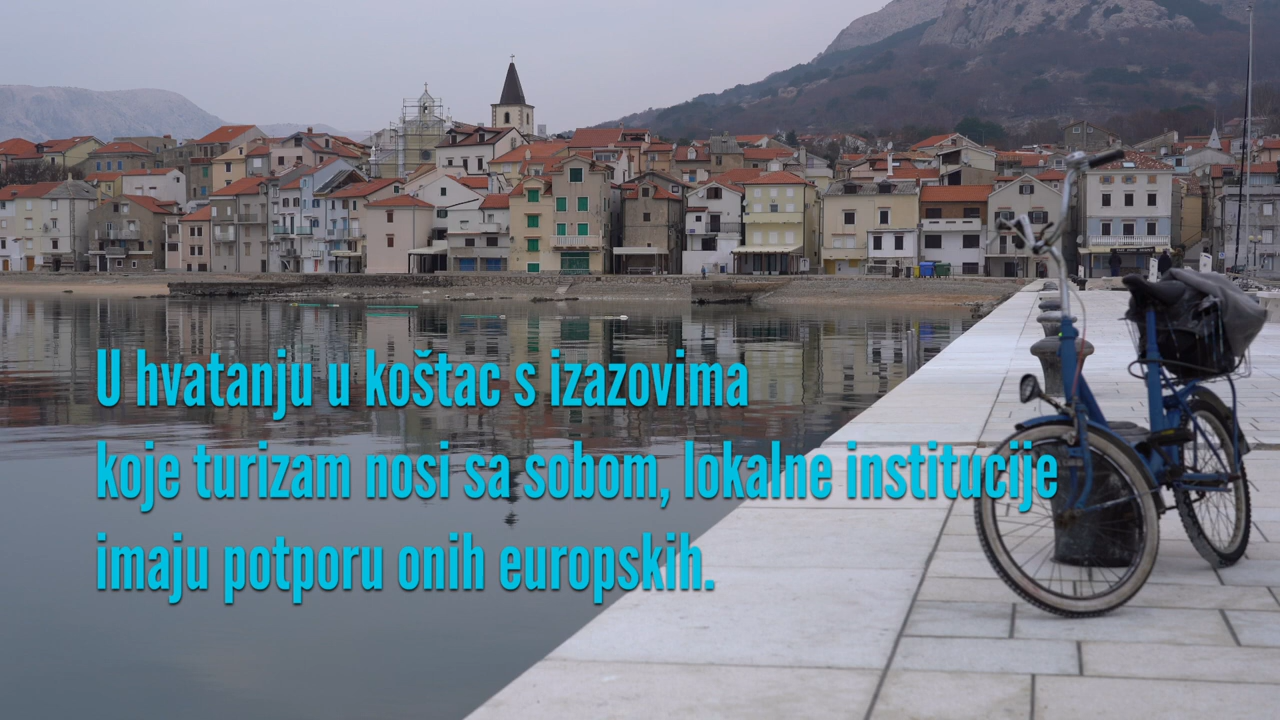 U hvatanju u koštac s izazovima
koje turizam nosi sa sobom, lokalne institucije
imaju potporu onih europskih.